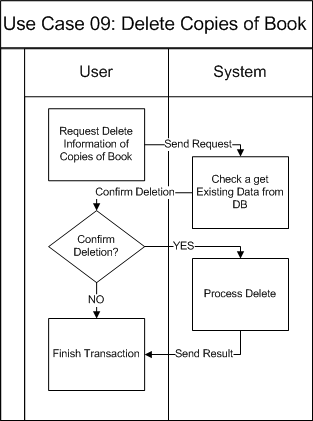 Use Case 09: Delete Copies of Book
User
System
Request Delete
Information of
Copies of Book
Send Request
Check a get
Existing Data from
DB
Confirm Deletion
Confirm
Deletion?
YES
Process Delete
NO
Finish Transaction
Send Result